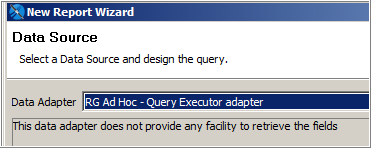 New Report Wizard
Data Source
Select a Data Source and design the query.
Data Adapter RG Ad Hoc - Query Executor adapter
This data adapter does not provide any facility to retrieve the fields